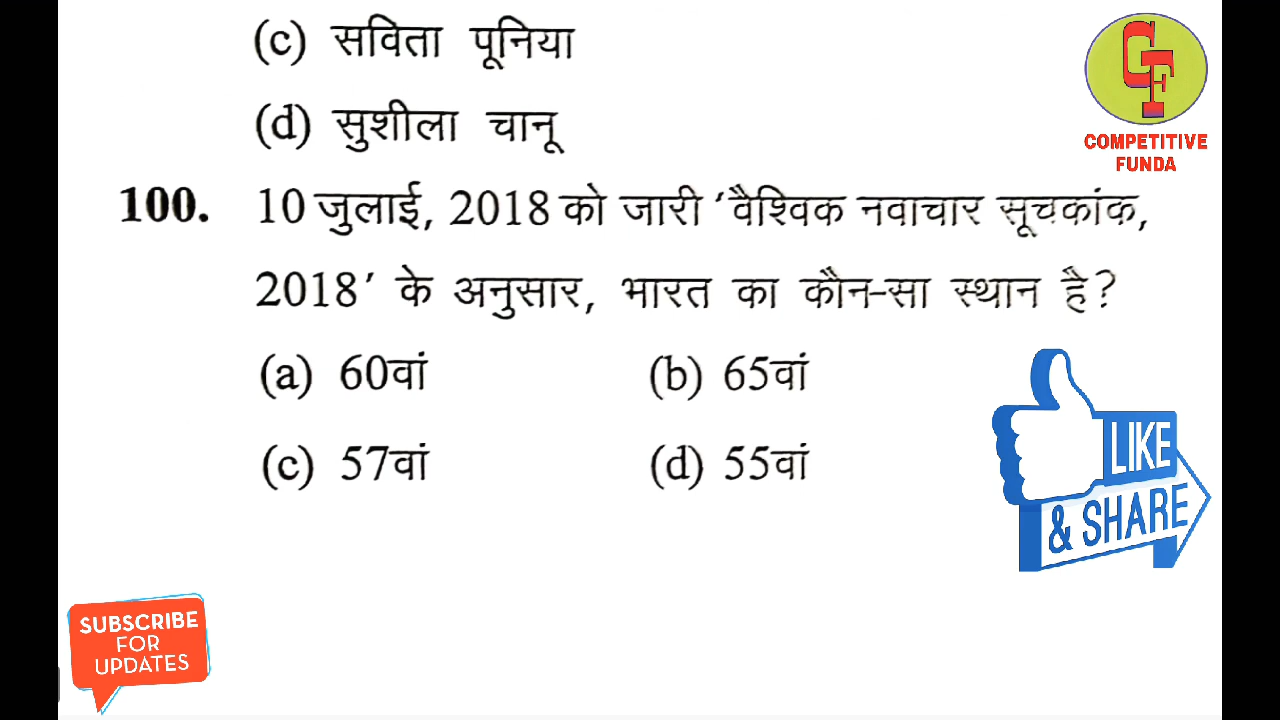 (c) सविता पूनिया
(d) सुशीला चानू
100. 10 जुलाई, 2018 को जारी ‘वैश्विक नवाचार सूचकांक,
2018’ के अनुसार, भारत का कौन-सा स्थान है?
(a) 60वां (b) 65वां
(c) 57वां (d) 55वां
CF
COMPETITIVE
FUNDA
LIKE
& SHARE
SUBSCRIBE
FOR
UPDATES